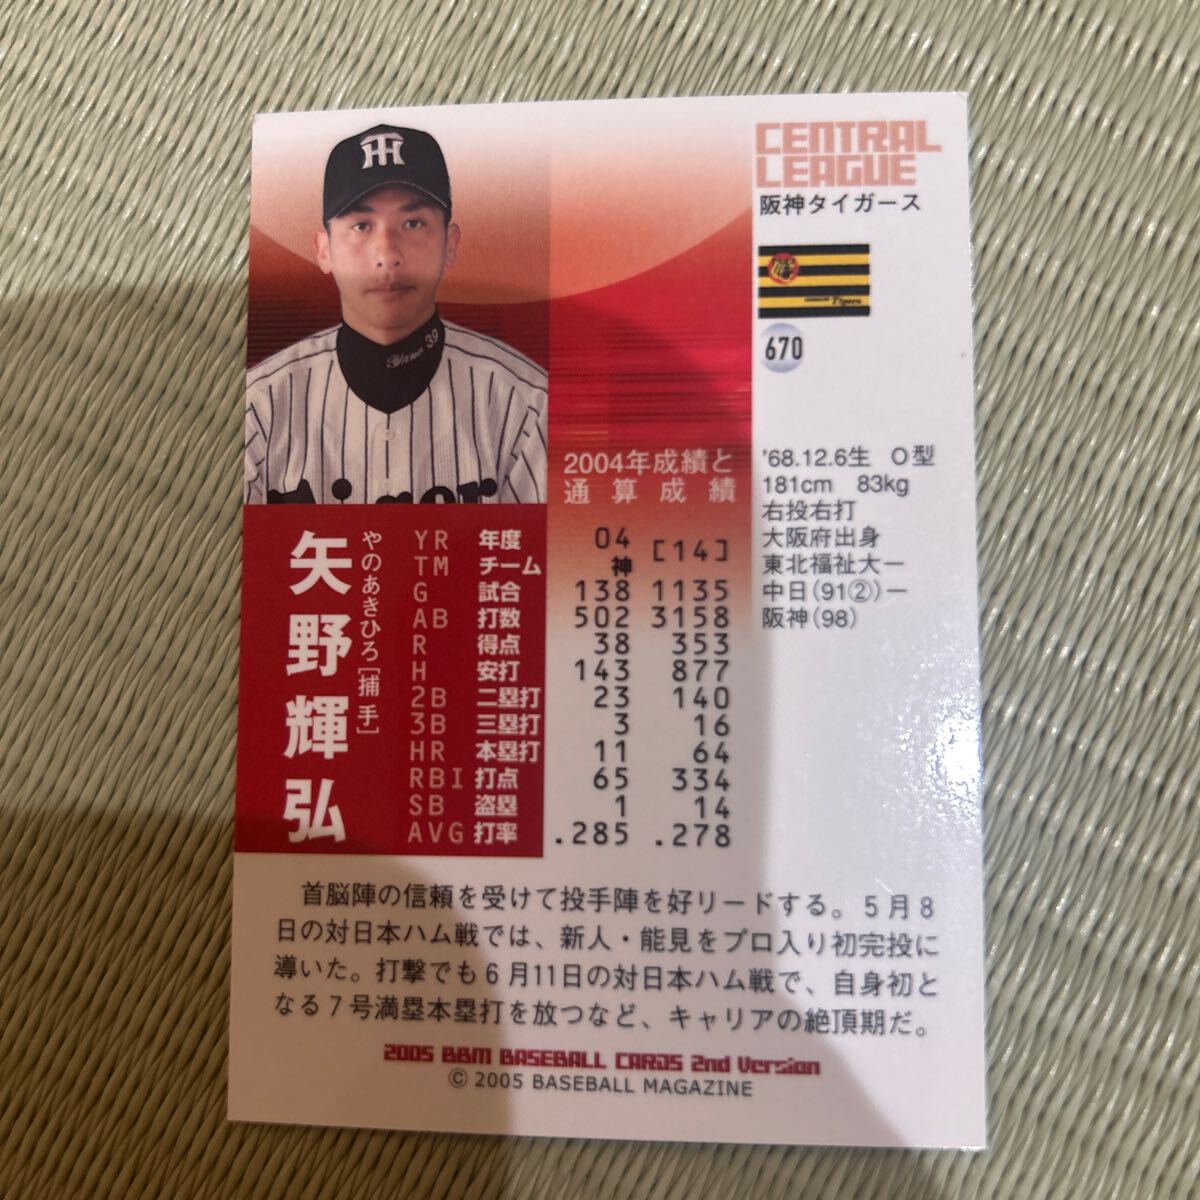 CENTRAL
LEAGUE
阪神タイガース
Tigers
670
Yano 39
'68.12.6生 O型
181cm 83kg
右投右打
大阪府出身
東北福祉大ー
中日(91②)ー
阪神(98)
2004年成績と
通算成績
矢野輝弘
やのあきひろ[捕手]
YR 年度 04 [14]
TM チーム 神
G 試合 138 1135
AB 打数 502 3158
R 得点 38 353
H 安打 143 877
2B 二塁打 23 140
3B 三塁打 3 16
HR 本塁打 11 64
RBI 打点 65 334
SB 盗塁 1 14
AVG 打率 .285 .278
首脳陣の信頼を受けて投手陣を好リードする。5月8
日の対日本ハム戦では、新人・能見をプロ入り初完投に
導いた。打撃でも6月11日の対日本ハム戦で、自身初と
なる7号満塁本塁打を放つなど、キャリアの絶頂期だ。
2005 BBM BASEBALL CARDS 2nd Version
© 2005 BASEBALL MAGAZINE